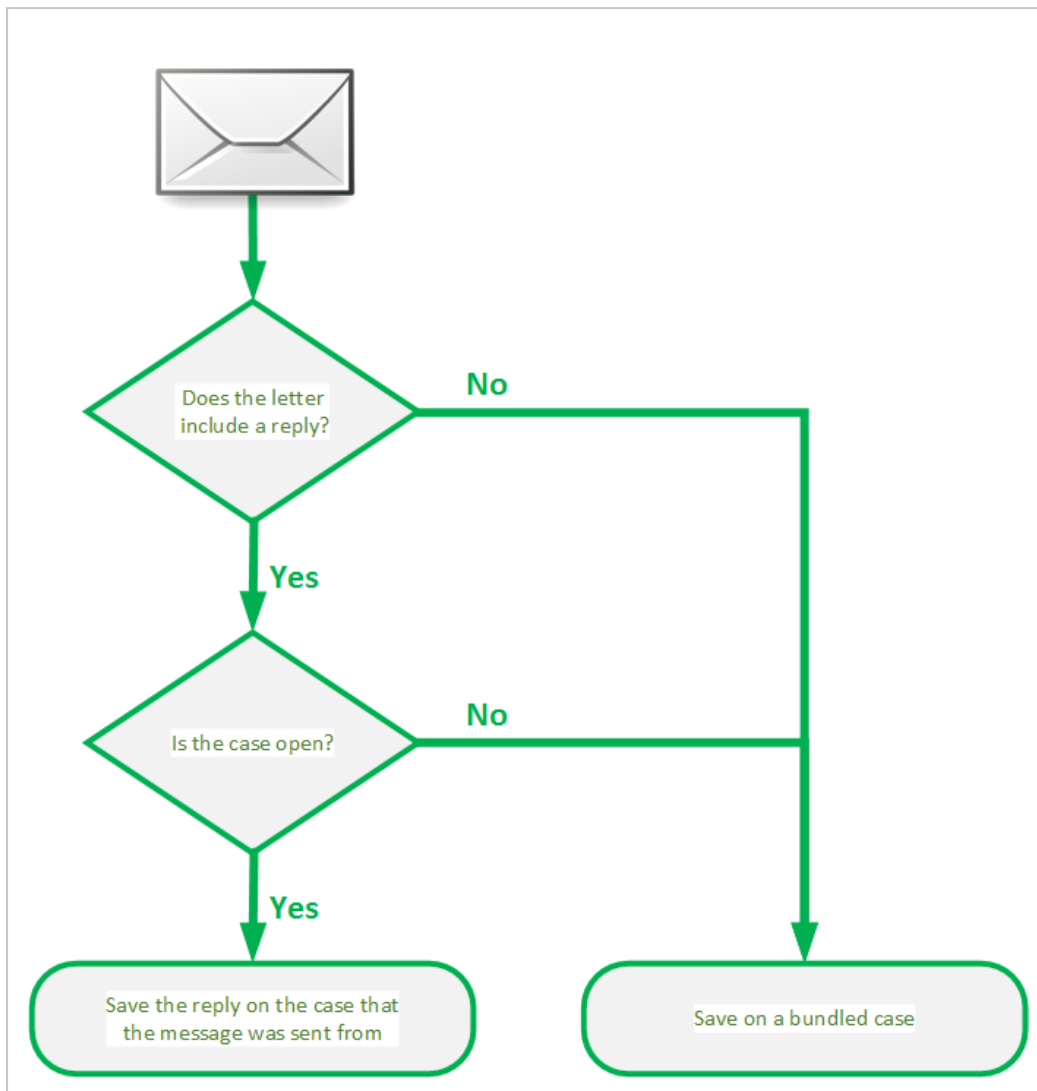 Does the letter
include a reply?
No
Yes
Is the case open?
No
Yes
Save the reply on the case that
the message was sent from
Save on a bundled case